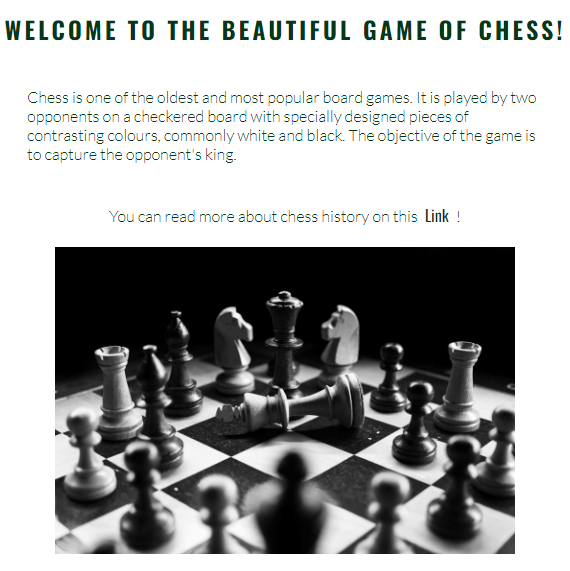 WELCOME TO THE BEAUTIFUL GAME OF CHESS!
Chess is one of the oldest and most popular board games. It is played by two
opponents on a checkered board with specially designed pieces of
contrasting colours, commonly white and black. The objective of the game is
to capture the opponent's king.
You can read more about chess history on this Link !